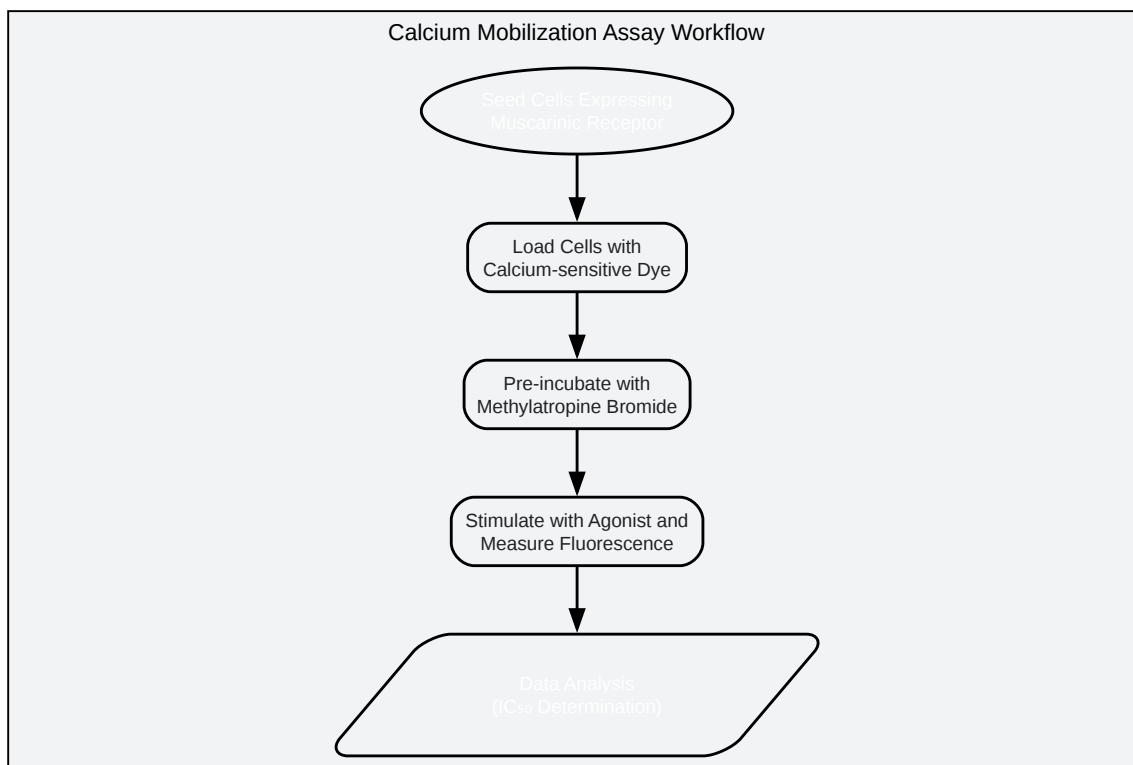 Calcium Mobilization Assay Workflow
Seed Cells Expressing
Muscarinic Receptor
Load Cells with
Calcium-sensitive Dye
Pre-incubate with
Methylatropine Bromide
Stimulate with Agonist and
Measure Fluorescence
Data Analysis
(IC₅₀ Determination)